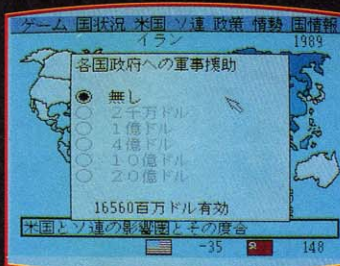 ゲーム 国状況 米国 ソ連 政策 情勢 国情報
イラン 1989
各国政府への軍事援助
無し
2千万ドル
1億ドル
4億ドル
10億ドル
20億ドル
16560百万ドル有効
米国とソ連の影響圏とその度合
-35 148